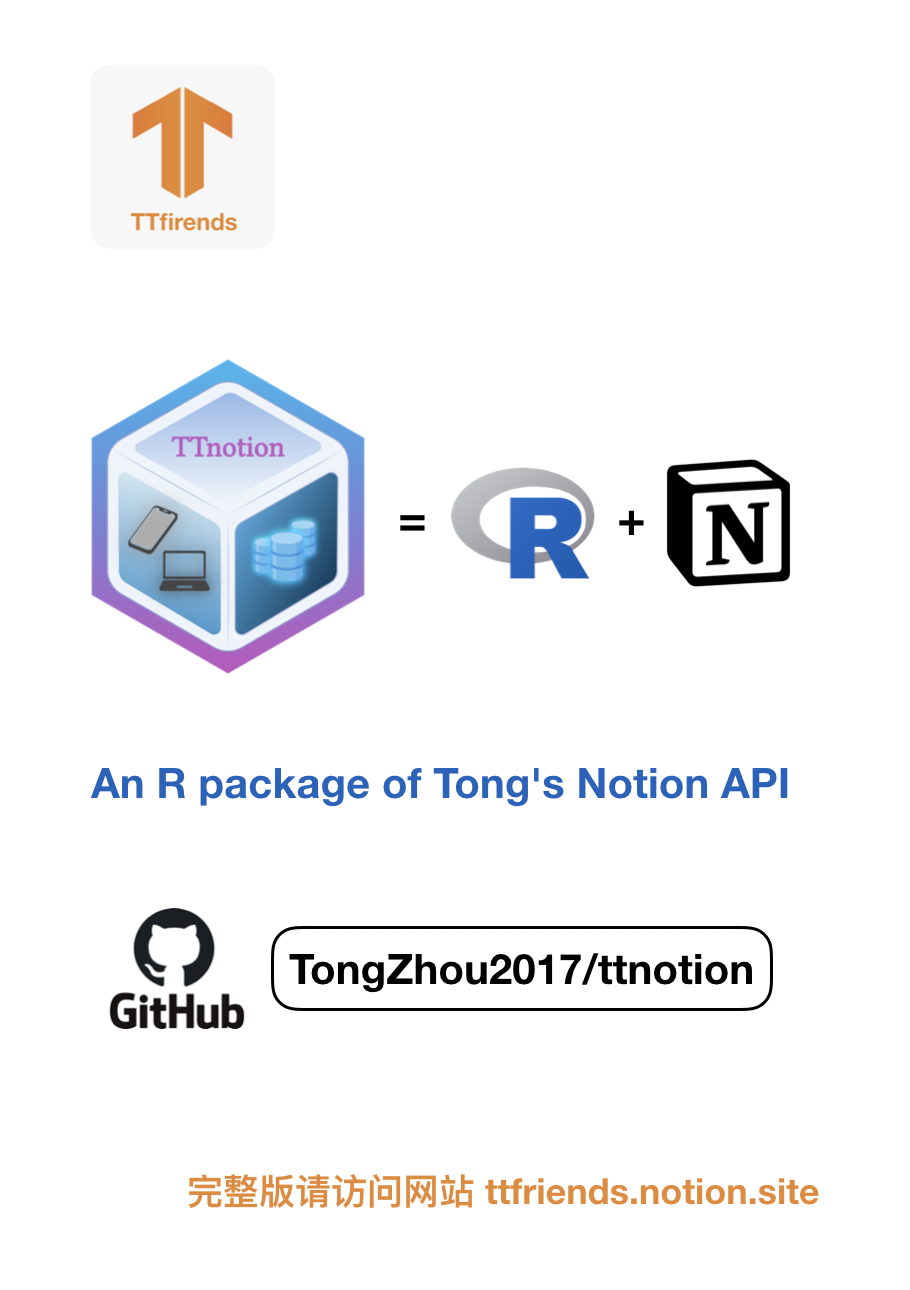 TTfirends
TTnotion
= R + N
An R package of Tong's Notion API
GitHub
TongZhou2017/ttnotion
完整版请访问网站 ttfriends.notion.site